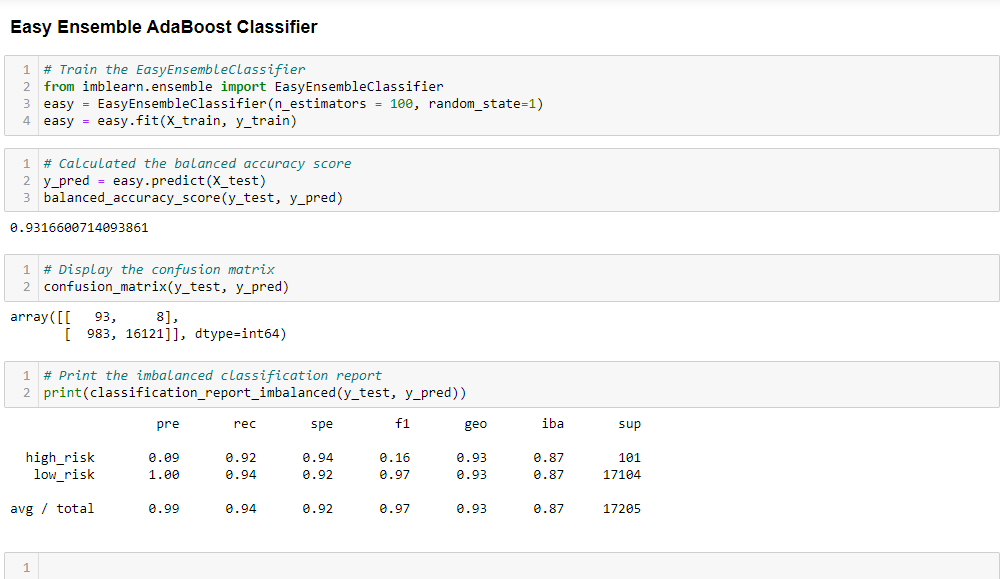 Easy Ensemble AdaBoost Classifier
1 # Train the EasyEnsembleClassifier
2 from imblearn.ensemble import EasyEnsembleClassifier
3 easy = EasyEnsembleClassifier(n_estimators = 100, random_state=1)
4 easy = easy.fit(X_train, y_train)
1 # Calculated the balanced accuracy score
2 y_pred = easy.predict(X_test)
3 balanced_accuracy_score(y_test, y_pred)
0.9316600714093861
1 # Display the confusion matrix
2 confusion_matrix(y_test, y_pred)
array([[   93,     8],
       [  983, 16121]], dtype=int64)
1 # Print the imbalanced classification report
2 print(classification_report_imbalanced(y_test, y_pred))
pre rec spe f1 geo iba sup
high_risk 0.09 0.92 0.94 0.16 0.93 0.87 101
low_risk 1.00 0.94 0.92 0.97 0.93 0.87 17104
avg / total 0.99 0.94 0.92 0.97 0.93 0.87 17205
1